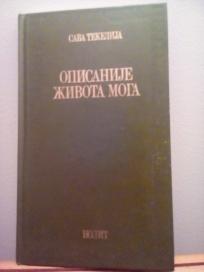 САВА ТЕКЕЛИЈА
ОПИСАНИЈЕ
ЖИВОТА МОГА
НОЛИТ